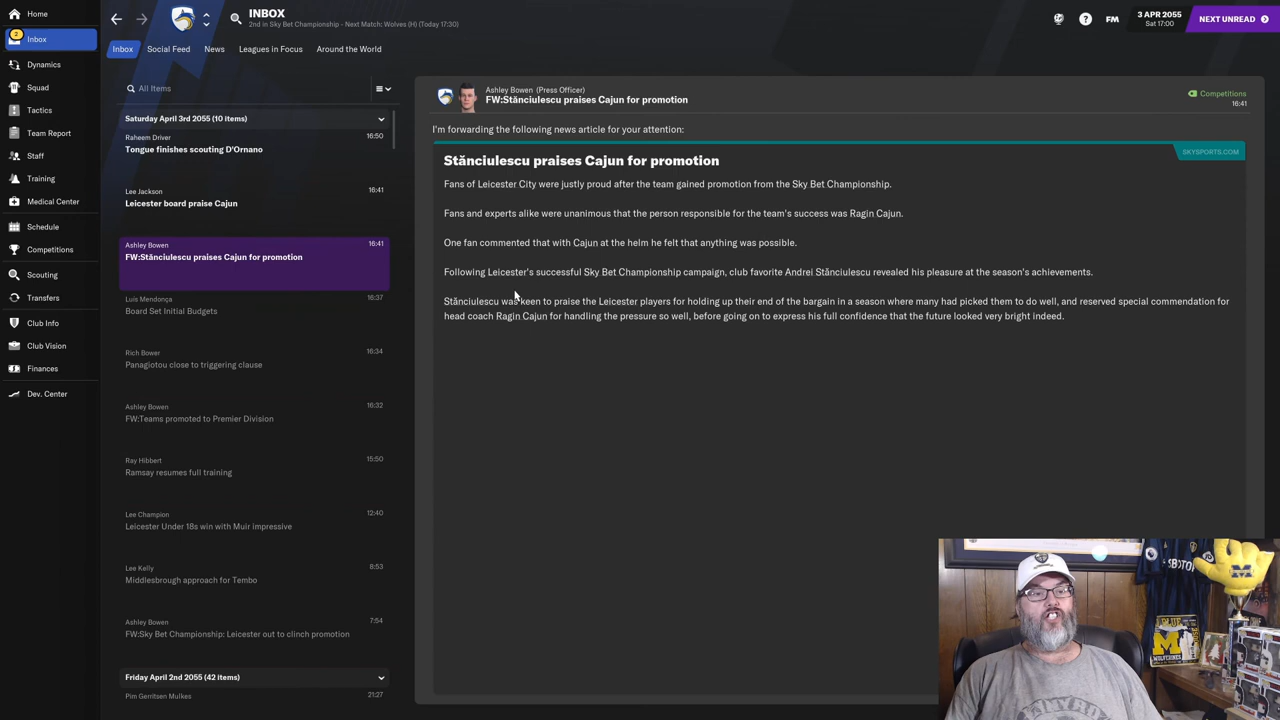 Home
2
Inbox
Dynamics
Squad
Tactics
Team Report
Staff
Training
Medical Center
Schedule
Competitions
Scouting
Transfers
Club Info
Club Vision
Finances
Dev. Center
INBOX
2nd in Sky Bet Championship - Next Match: Wolves (H) (Today 17:30)
FM
3 APR 2055
Sat 17:00
NEXT UNREAD
Inbox
Social Feed
News
Leagues in Focus
Around the World
All Items
Saturday April 3rd 2055 (10 items)
Raheem Driver
16:50
Tongue finishes scouting D'Ornano
Lee Jackson
16:41
Leicester board praise Cajun
Ashley Bowen
16:41
FW:Stănciulescu praises Cajun for promotion
Luís Mendonça
16:37
Board Set Initial Budgets
Rich Bower
16:34
Panagiotou close to triggering clause
Ashley Bowen
16:32
FW:Teams promoted to Premier Division
Ray Hibbert
15:50
Ramsay resumes full training
Lee Champion
12:40
Leicester Under 18s win with Muir impressive
Lee Kelly
8:53
Middlesbrough approach for Tembo
Ashley Bowen
7:54
FW:Sky Bet Championship: Leicester out to clinch promotion
Friday April 2nd 2055 (42 items)
Pim Gerritsen Mulkes
21:27
Ashley Bowen (Press Officer)
FW:Stănciulescu praises Cajun for promotion
Competitions
16:41
I'm forwarding the following news article for your attention:
Stănciulescu praises Cajun for promotion
SKYSPORTS.COM
Fans of Leicester City were justly proud after the team gained promotion from the Sky Bet Championship.
Fans and experts alike were unanimous that the person responsible for the team's success was Ragin Cajun.
One fan commented that with Cajun at the helm he felt that anything was possible.
Following Leicester's successful Sky Bet Championship campaign, club favorite Andrei Stănciulescu revealed his pleasure at the season's achievements.
Stănciulescu was keen to praise the Leicester players for holding up their end of the bargain in a season where many had picked them to do well, and reserved special commendation for
head coach Ragin Cajun for handling the pressure so well, before going on to express his full confidence that the future looked very bright indeed.